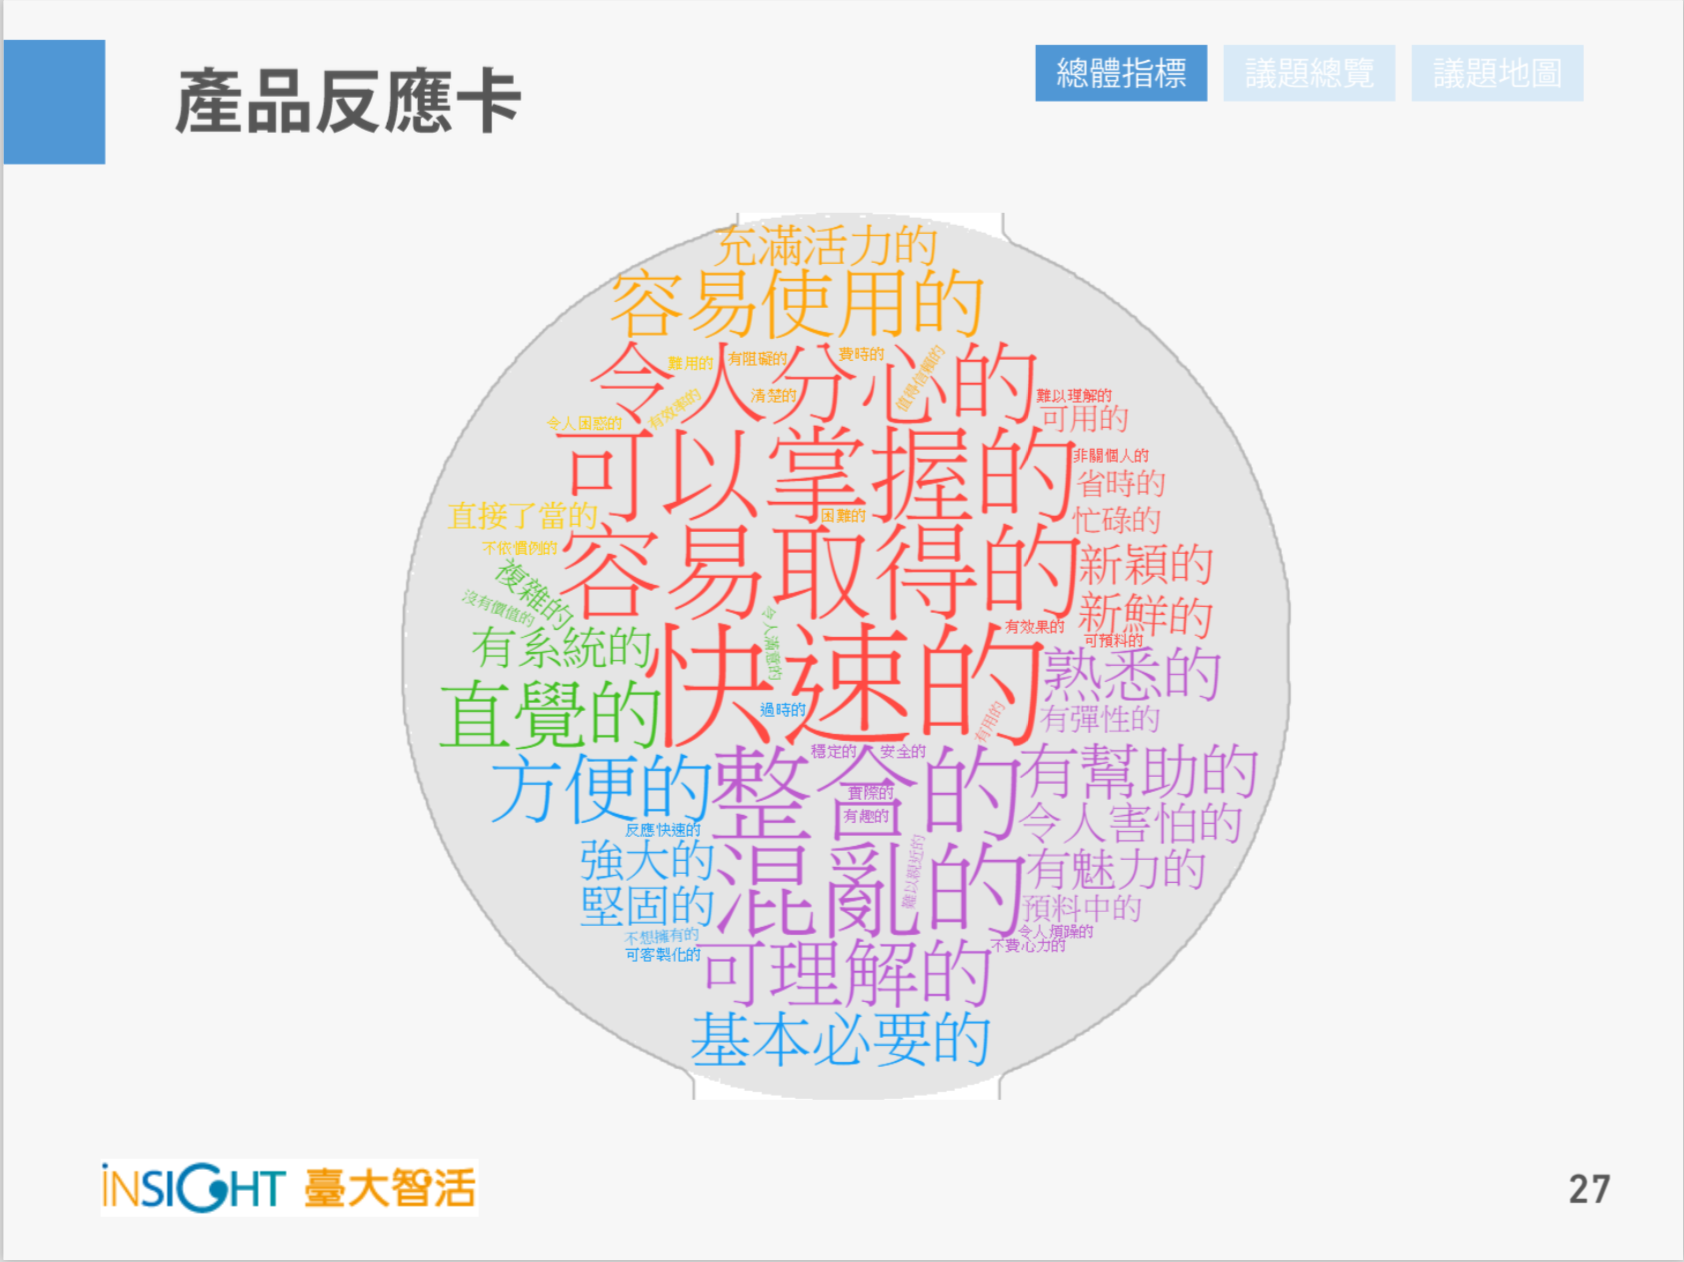 產品反應卡
總體指標
議題總覽
議題地圖
充滿活力的
容易使用的
令人分心的
難用的
有阻礙的
費時的
值得信賴的
清楚的
有效率的
令人困惑的
難以理解的
可用的
可以掌握的
非關個人的
省時的
直接了當的
困難的
忙碌的
不依慣例的
容易取得的
新穎的
複雜的
沒有價值的
新鮮的
有效果的
可預料的
有系統的
令人滿意的
快速的
熟悉的
直覺的
過時的
有用的
有彈性的
方便的
整合的
穩定的
安全的
實際的
有趣的
有幫助的
令人害怕的
反應快速的
強大的
混亂的
難以親近的
有魅力的
堅固的
預料中的
不想擁有的
令人煩躁的
不費心力的
可客製化的
可理解的
基本必要的
iNSIGHT 臺大智活
27